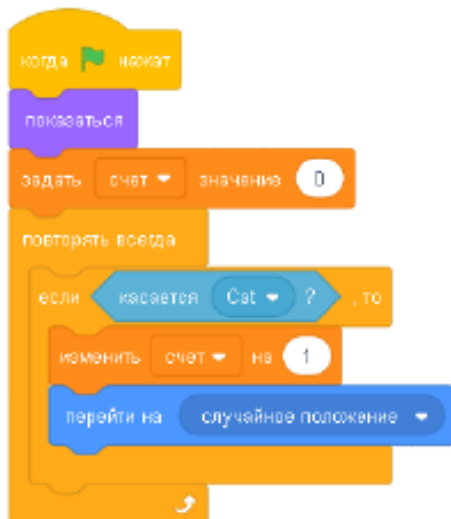 когда нажат
показаться
задать счет значение 0
повторять всегда
если касается Cat ? , то
изменить счет на 1
перейти на случайное положение